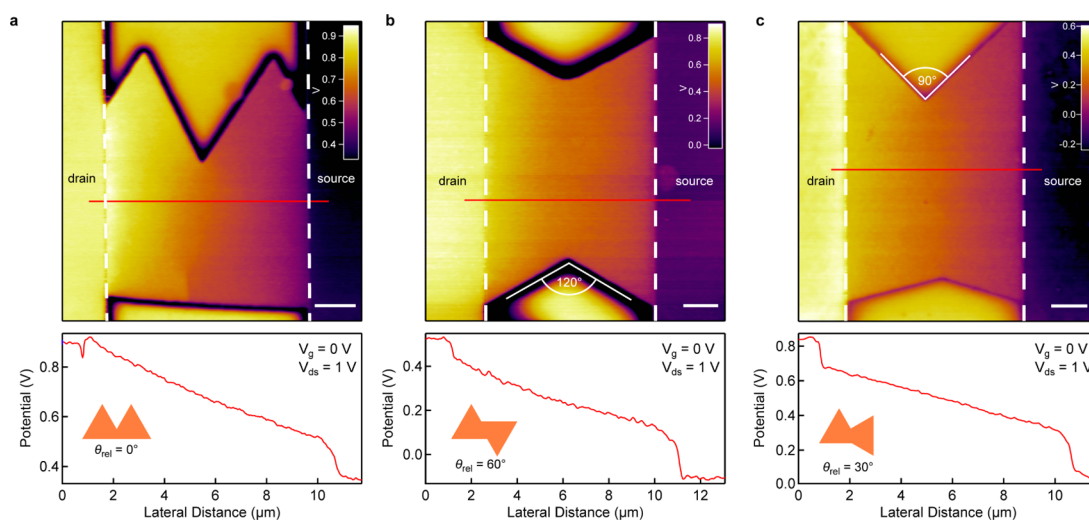 a
b
c
0.9
0.8
0.7
0.6
0.5
0.4
V
drain
source
0.8
0.6
0.4
0.2
0.0
V
drain
source
120°
0.6
0.4
0.2
0.0
-0.2
V
90°
drain
source
Potential (V)
0.8
0.6
0.4
V_g = 0 V
V_ds = 1 V
θ_rel = 0°
0 2 4 6 8 10
Lateral Distance (µm)
Potential (V)
0.4
0.2
0.0
V_g = 0 V
V_ds = 1 V
θ_rel = 60°
0 2 4 6 8 10 12
Lateral Distance (µm)
Potential (V)
0.8
0.6
0.4
0.2
0.0
V_g = 0 V
V_ds = 1 V
θ_rel = 30°
0 2 4 6 8 10
Lateral Distance (µm)